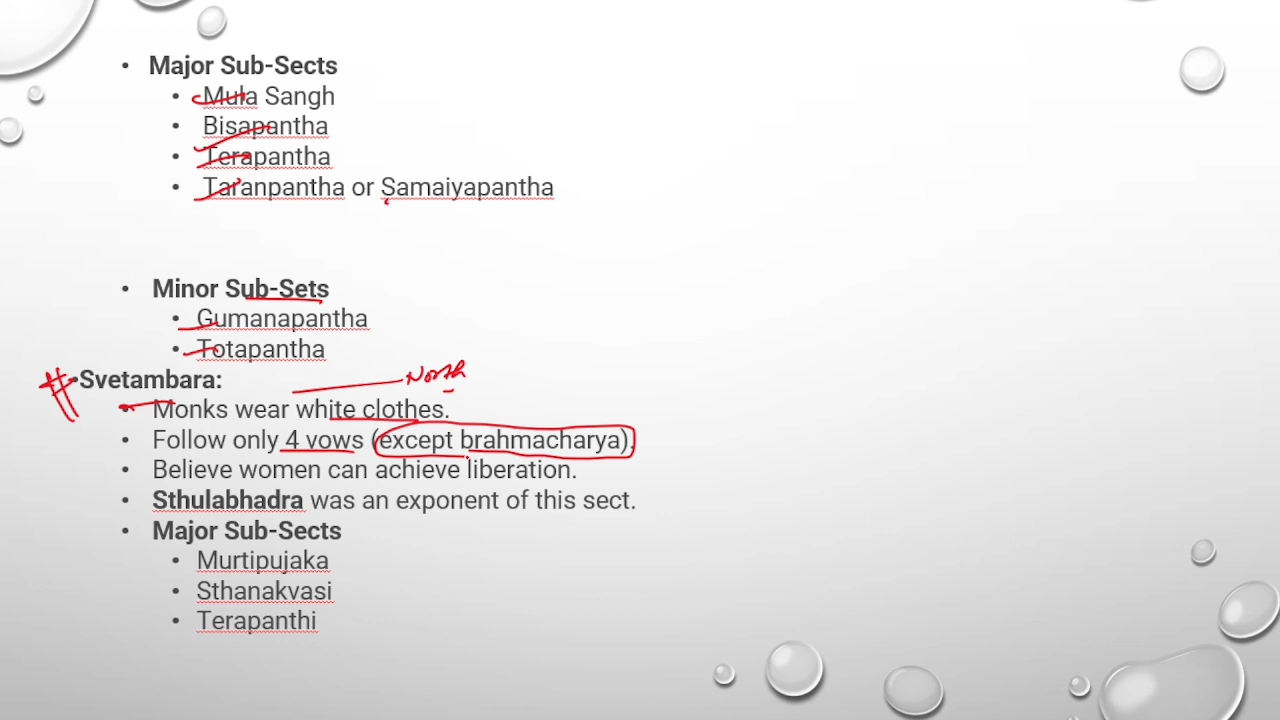 • Major Sub-Sects
• Mula Sangh
• Bisapantha
• Terapantha
• Taranpantha or Samaiyapantha
• Minor Sub-Sets
• Gumanapantha
• Totapantha
# • Svetambara:
North
• Monks wear white clothes.
• Follow only 4 vows (except brahmacharya).
• Believe women can achieve liberation.
• Sthulabhadra was an exponent of this sect.
• Major Sub-Sects
• Murtipujaka
• Sthanakvasi
• Terapanthi